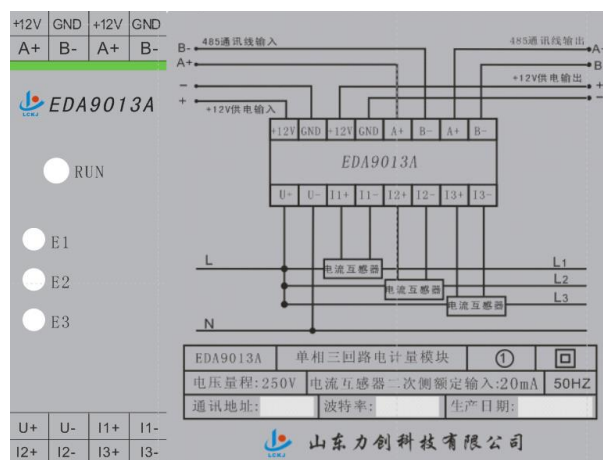 +12V GND +12V GND
A+ B- A+ B-
LCKJ EDA9013A
RUN
E1
E2
E3
U+ U- I1+ I1-
I2+ I2- I3+ I3-
B- 485通讯线输入 485通讯线输出 A+
A+ B-
- +12V供电输出 +
+ +12V供电输入 -
+12V GND +12V GND A+ B- A+ B-
EDA9013A
U+ U- I1+ I1- I2+ I2- I3+ I3-
L 电流互感器 L1
电流互感器 L2
电流互感器 L3
N
EDA9013A 单相三回路电计量模块 ①
电压量程:250V 电流互感器二次侧额定输入:20mA 50HZ
通讯地址: 波特率: 生产日期:
LCKJ 山东力创科技有限公司